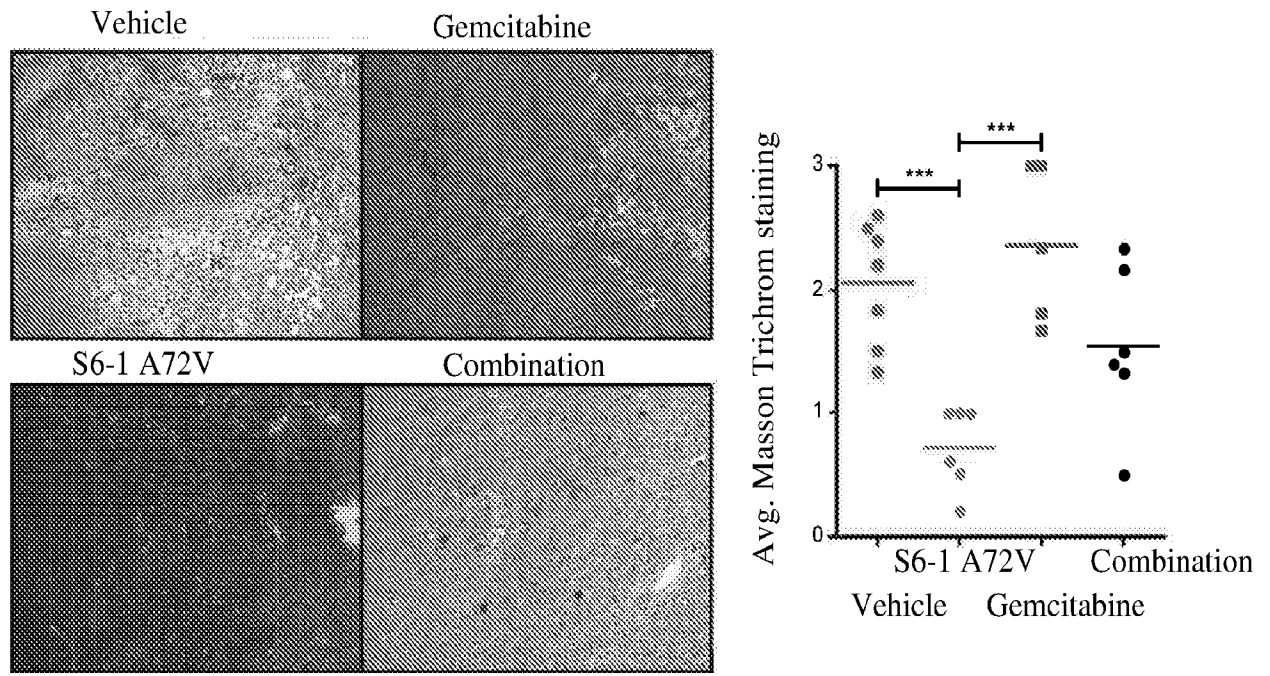 Vehicle
Gemcitabine
S6-1 A72V
Combination
Avg. Masson Trichrom staining
3
2
1
0
***
***
S6-1 A72V
Combination
Vehicle
Gemcitabine